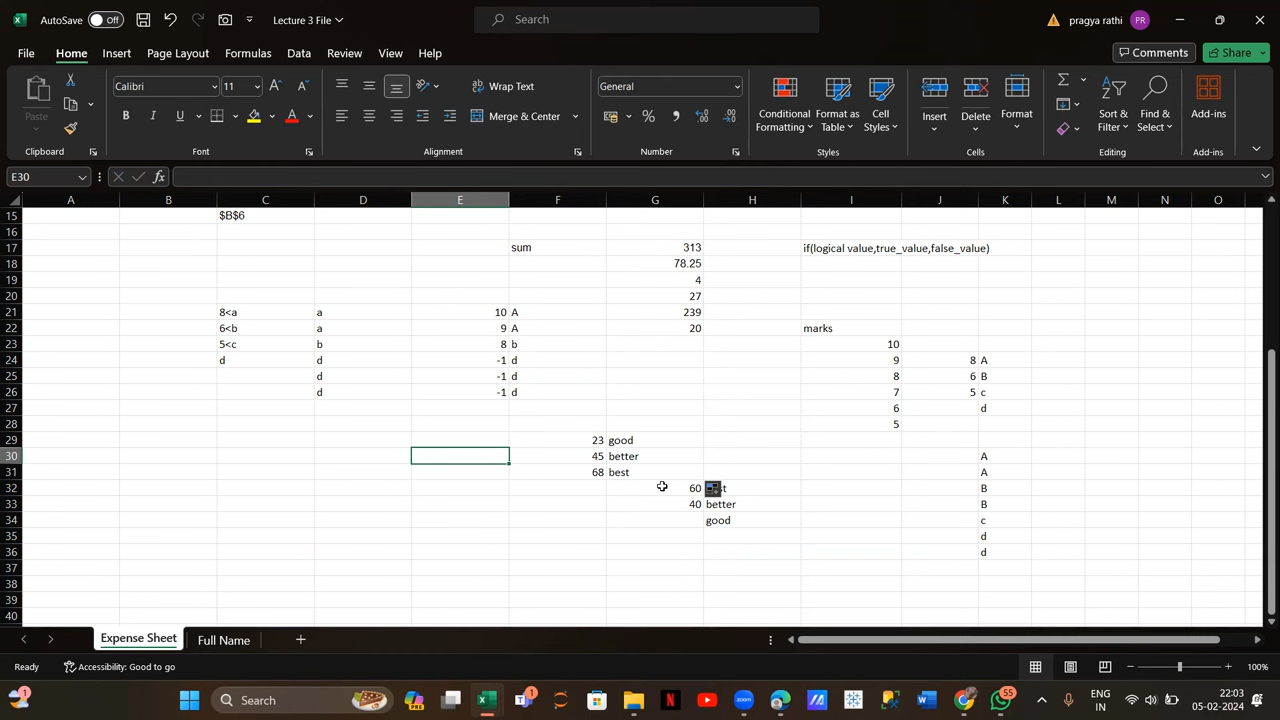 AutoSave Off Lecture 3 File Search pragya rathi PR
File Home Insert Page Layout Formulas Data Review View Help Comments Share
Paste Calibri 11 Wrap Text General Conditional Formatting Format as Table Cell Styles Insert Delete Format Sort & Filter Find & Select Add-ins
B I U A Merge & Center %
Clipboard Font Alignment Number Styles Cells Editing Add-ins
E30 fx
A B C D E F G H I J K L M N O
15 $B$6
16
17 sum 313 if(logical value,true_value,false_value)
18 78.25
19 4
20 27
21 8<a a 10 A 239
22 6<b a 9 A 20 marks
23 5<c b 8 b 10
24 d d -1 d 9 8 A
25 d -1 d 8 6 B
26 d -1 d 7 5 c
27 6 d
28 5
29 23 good
30 45 better A
31 68 best A
32 60 B
33 40 better B
34 good c
35 d
36 d
37
38
39
40
Expense Sheet Full Name
Ready Accessibility: Good to go 100%
1 Search PRE 1 55 ENG IN 22:03 05-02-2024